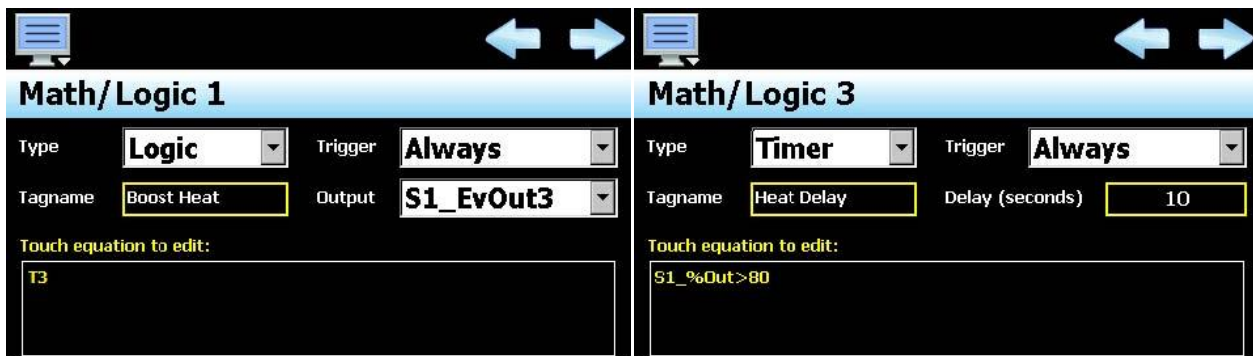 Math/Logic 1
Type Logic Trigger Always
Tagname Boost Heat Output S1_EvOut3
Touch equation to edit:
T3
Math/Logic 3
Type Timer Trigger Always
Tagname Heat Delay Delay (seconds) 10
Touch equation to edit:
S1_%Out>80